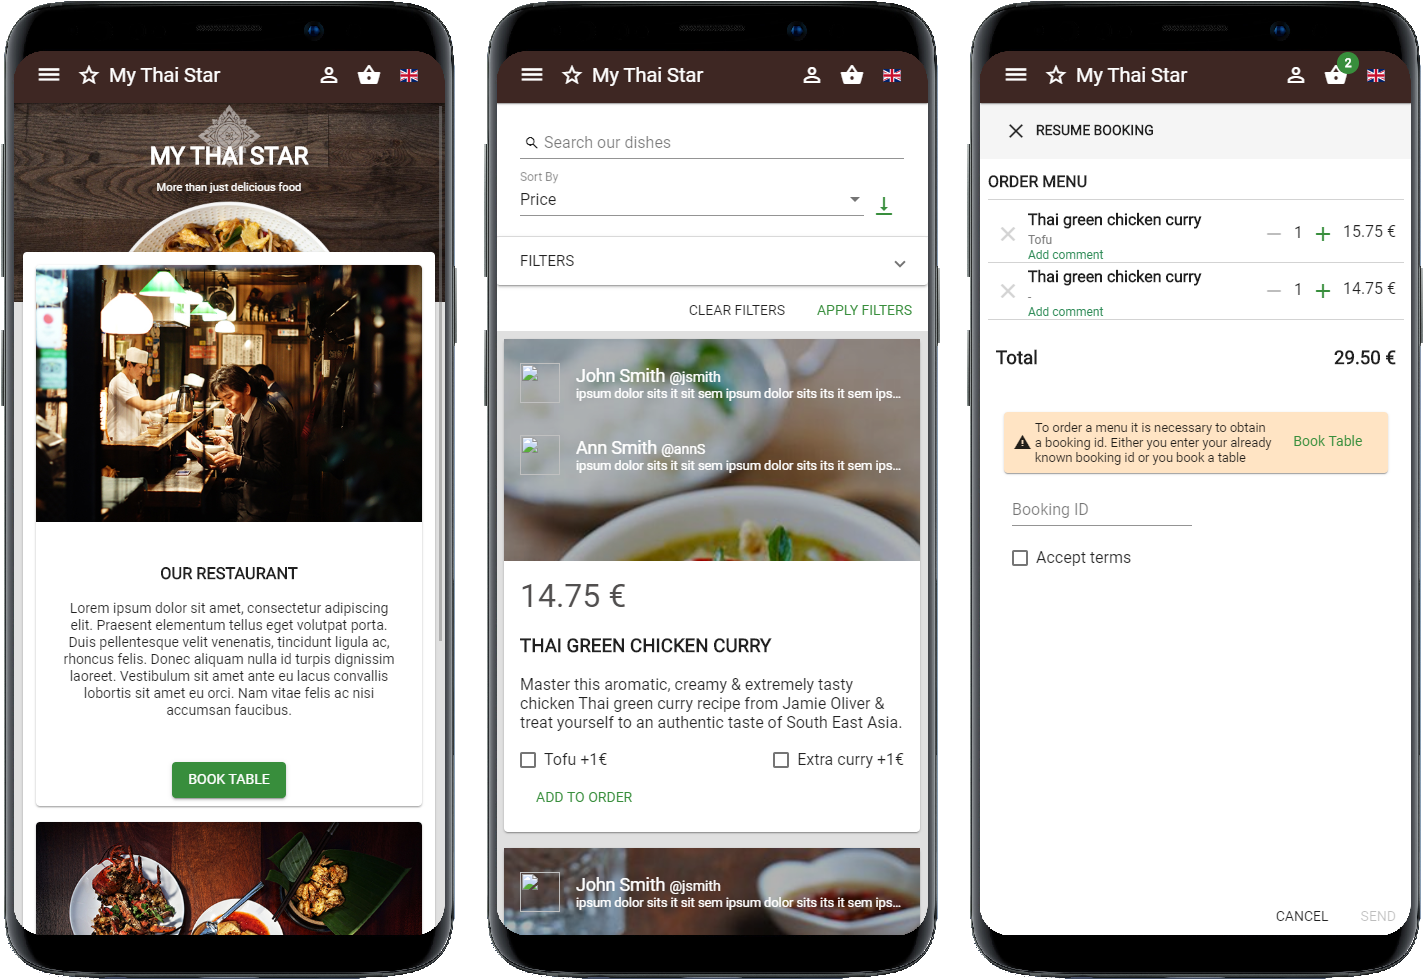 My Thai Star
MY THAI STAR
More than just delicious food
OUR RESTAURANT
Lorem ipsum dolor sit amet, consectetur adipiscing
elit. Praesent elementum tellus eget volutpat porta.
Duis pellentesque velit venenatis, tincidunt ligula ac,
rhoncus felis. Donec aliquam nulla id turpis dignissim
laoreet. Vestibulum sit amet ante eu lacus convallis
lobortis sit amet eu orci. Nam vitae felis ac nisi
accumsan faucibus.
BOOK TABLE
My Thai Star
Search our dishes
Sort By
Price
FILTERS
CLEAR FILTERS
APPLY FILTERS
John Smith @jsmith
ipsum dolor sits it sit sem ipsum dolor sits its it sem ips...
Ann Smith @annS
ipsum dolor sits it sit sem ipsum dolor sits its it sem ips...
14.75 €
THAI GREEN CHICKEN CURRY
Master this aromatic, creamy & extremely tasty
chicken Thai green curry recipe from Jamie Oliver &
treat yourself to an authentic taste of South East Asia.
Tofu +1€
Extra curry +1€
ADD TO ORDER
John Smith @jsmith
ipsum dolor sits it sit sem ipsum dolor sits its it sem ips...
My Thai Star
2
RESUME BOOKING
ORDER MENU
Thai green chicken curry
Tofu
Add comment
1
15.75 €
Thai green chicken curry
-
Add comment
1
14.75 €
Total
29.50 €
To order a menu it is necessary to obtain
a booking id. Either you enter your already
known booking id or you book a table
Book Table
Booking ID
Accept terms
CANCEL
SEND